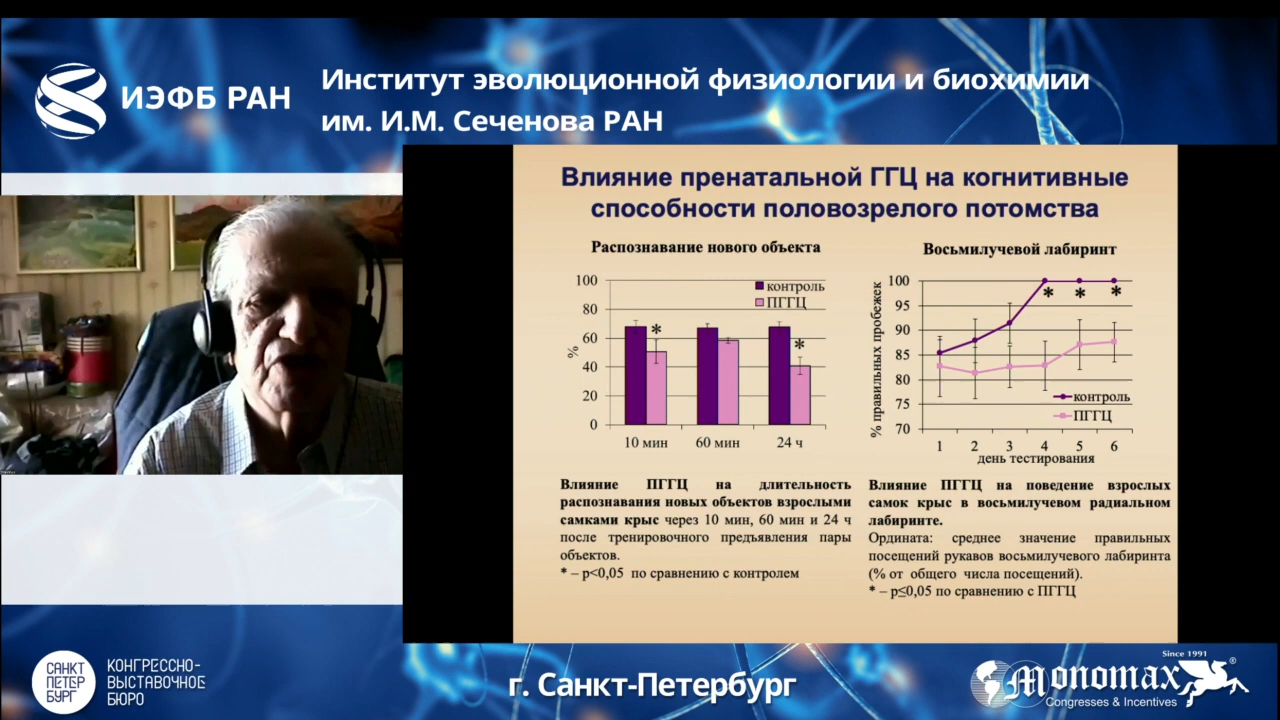 ИЭФБ РАН
Институт эволюционной физиологии и биохимии
им. И.М. Сеченова РАН
Влияние пренатальной ГГЦ на когнитивные
способности половозрелого потомства
Распознавание нового объекта
100
80
60
40
20
0
%
контроль
ПГГЦ
*
*
10 мин
60 мин
24 ч
Влияние ПГГЦ на длительность
распознавания новых объектов взрослыми
самками крыс через 10 мин, 60 мин и 24 ч
после тренировочного предъявления пары
объектов.
* – p<0,05 по сравнению с контролем
Восьмилучевой лабиринт
% правильных пробежек
100
95
90
85
80
75
70
* * *
контроль
ПГГЦ
1 2 3 4 5 6
день тестирования
Влияние ПГГЦ на поведение взрослых
самок крыс в восьмилучевом радиальном
лабиринте.
Ордината: среднее значение правильных
посещений рукавов восьмилучевого лабиринта
(% от общего числа посещений).
* – p≤0,05 по сравнению с ПГГЦ
САНКТ
ПЕТЕР
БУРГ
КОНГРЕССНО-
ВЫСТАВОЧНОЕ
БЮРО
г. Санкт-Петербург
Since 1991
Monomax
®
Congresses & Incentives